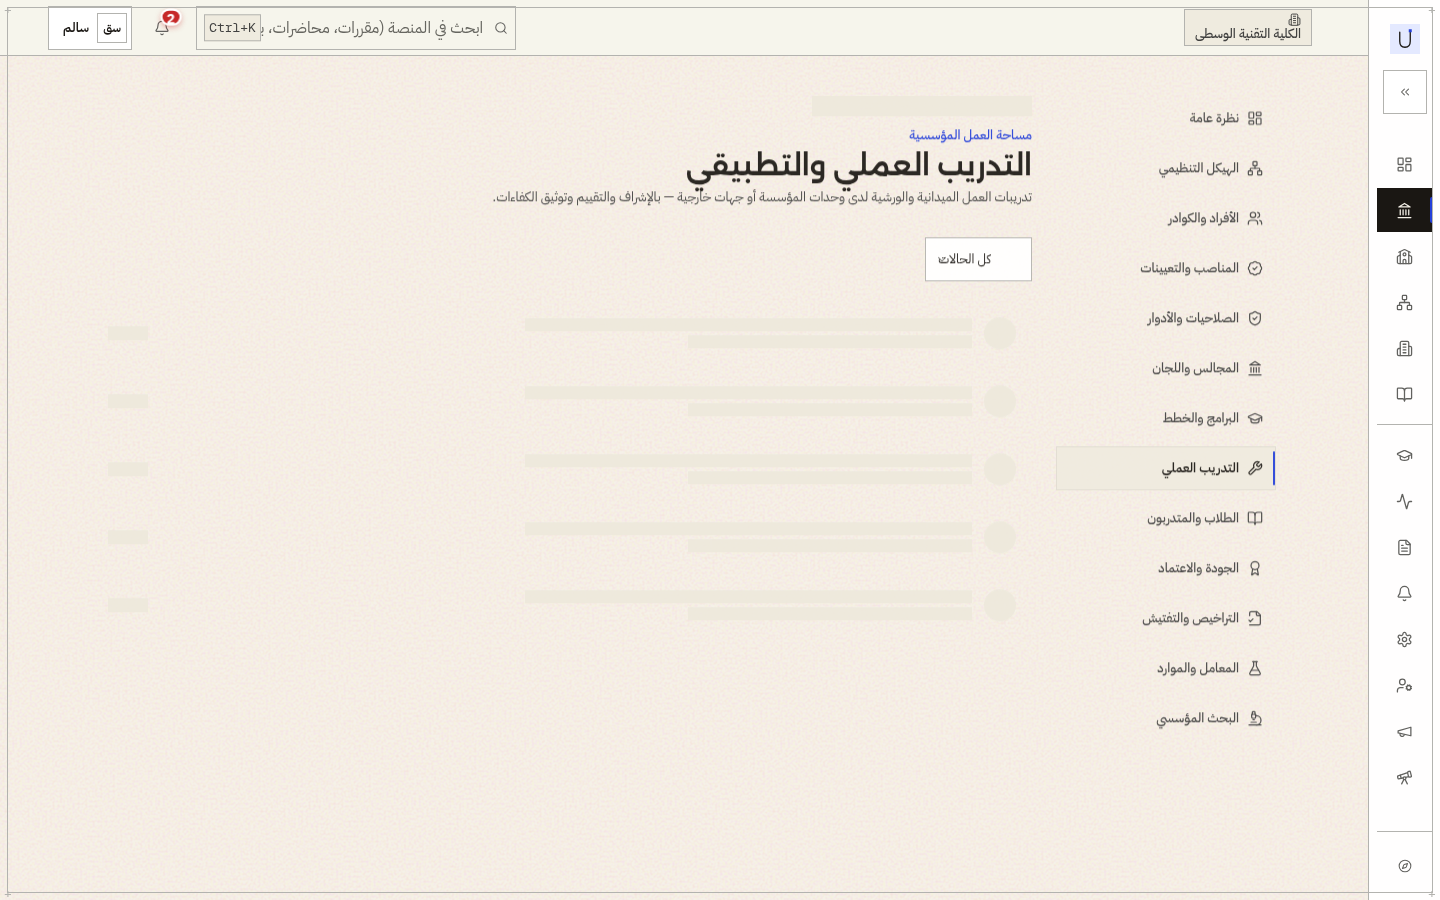 الكلية التقنية الوسطى
ابحث في المنصة (مقررات، محاضرات، ب
Ctrl+K
2
سق
سالم
نظرة عامة
الهيكل التنظيمي
الأفراد والكوادر
المناصب والتعيينات
الصلاحيات والأدوار
المجالس واللجان
البرامج والخطط
التدريب العملي
الطلاب والمتدربون
الجودة والاعتماد
التراخيص والتفتيش
المعامل والموارد
البحث المؤسسي
مساحة العمل المؤسسية
التدريب العملي والتطبيقي
تدريبات العمل الميدانية والورشية لدى وحدات المؤسسة أو جهات خارجية — بالإشراف والتقييم وتوثيق الكفاءات.
كل الحالات